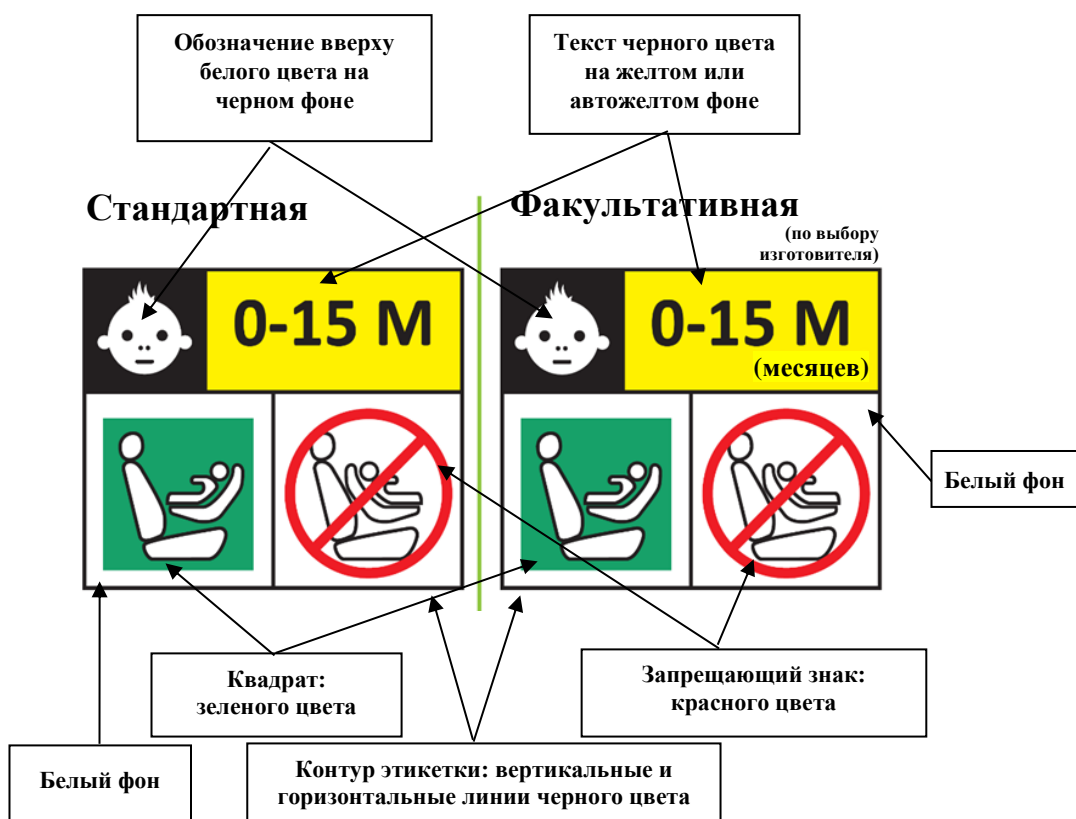 Обозначение вверху
белого цвета на
черном фоне
Текст черного цвета
на желтом или
автожелтом фоне
Стандартная
Факультативная
(по выбору
изготовителя)
0-15 M
0-15 M
(месяцев)
Белый фон
Квадрат:
зеленого цвета
Запрещающий знак:
красного цвета
Белый фон
Контур этикетки: вертикальные и
горизонтальные линии черного цвета